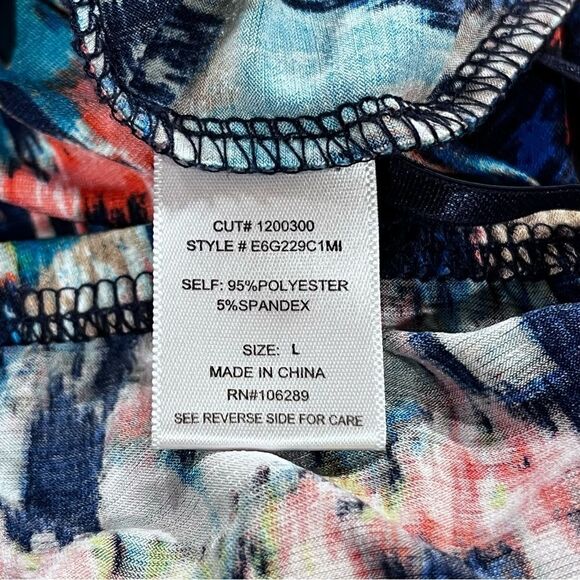 CUT# 1200300
STYLE # E6G229C1MI
SELF: 95%POLYESTER
5%SPANDEX
SIZE: L
MADE IN CHINA
RN#106289
SEE REVERSE SIDE FOR CARE